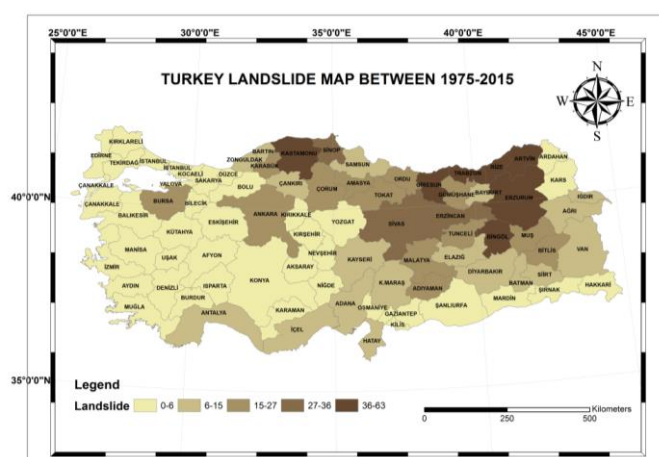 25°0'0"E 30°0'0"E 35°0'0"E 40°0'0"E 45°0'0"E
TURKEY LANDSLIDE MAP BETWEEN 1975-2015
N
W E
S
40°0'0"N
35°0'0"N
KIRKLARELİ
EDİRNE
TEKİRDAĞ
İSTANBUL
İSTANBUL
KOCAELİ
YALOVA
SAKARYA
DÜZCE
ZONGULDAK
BARTIN
KARABÜK
KASTAMONU
SİNOP
SAMSUN
ORDU
GİRESUN
TRABZON
RİZE
ARTVİN
ARDAHAN
KARS
ÇANAKKALE
ÇANAKKALE
BALIKESİR
BURSA
BİLECİK
BOLU
ÇANKIRI
ÇORUM
AMASYA
TOKAT
GÜMÜŞHANE
BAYBURT
ERZURUM
IĞDIR
AĞRI
KÜTAHYA
ESKİŞEHİR
ANKARA
KIRIKKALE
YOZGAT
SİVAS
ERZİNCAN
TUNCELİ
BİNGÖL
MUŞ
BİTLİS
VAN
MANİSA
UŞAK
AFYON
KIRŞEHİR
NEVŞEHİR
KAYSERİ
MALATYA
ELAZIĞ
DİYARBAKIR
İZMİR
AYDIN
DENİZLİ
ISPARTA
BURDUR
KONYA
AKSARAY
NİĞDE
K.MARAŞ
ADIYAMAN
BATMAN
SİİRT
ŞIRNAK
HAKKARİ
MUĞLA
ANTALYA
KARAMAN
İÇEL
ADANA
OSMANİYE
GAZİANTEP
KİLİS
ŞANLIURFA
MARDİN
HATAY
Legend
Landslide 0-6 6-15 15-27 27-36 36-63
Kilometers
0 250 500